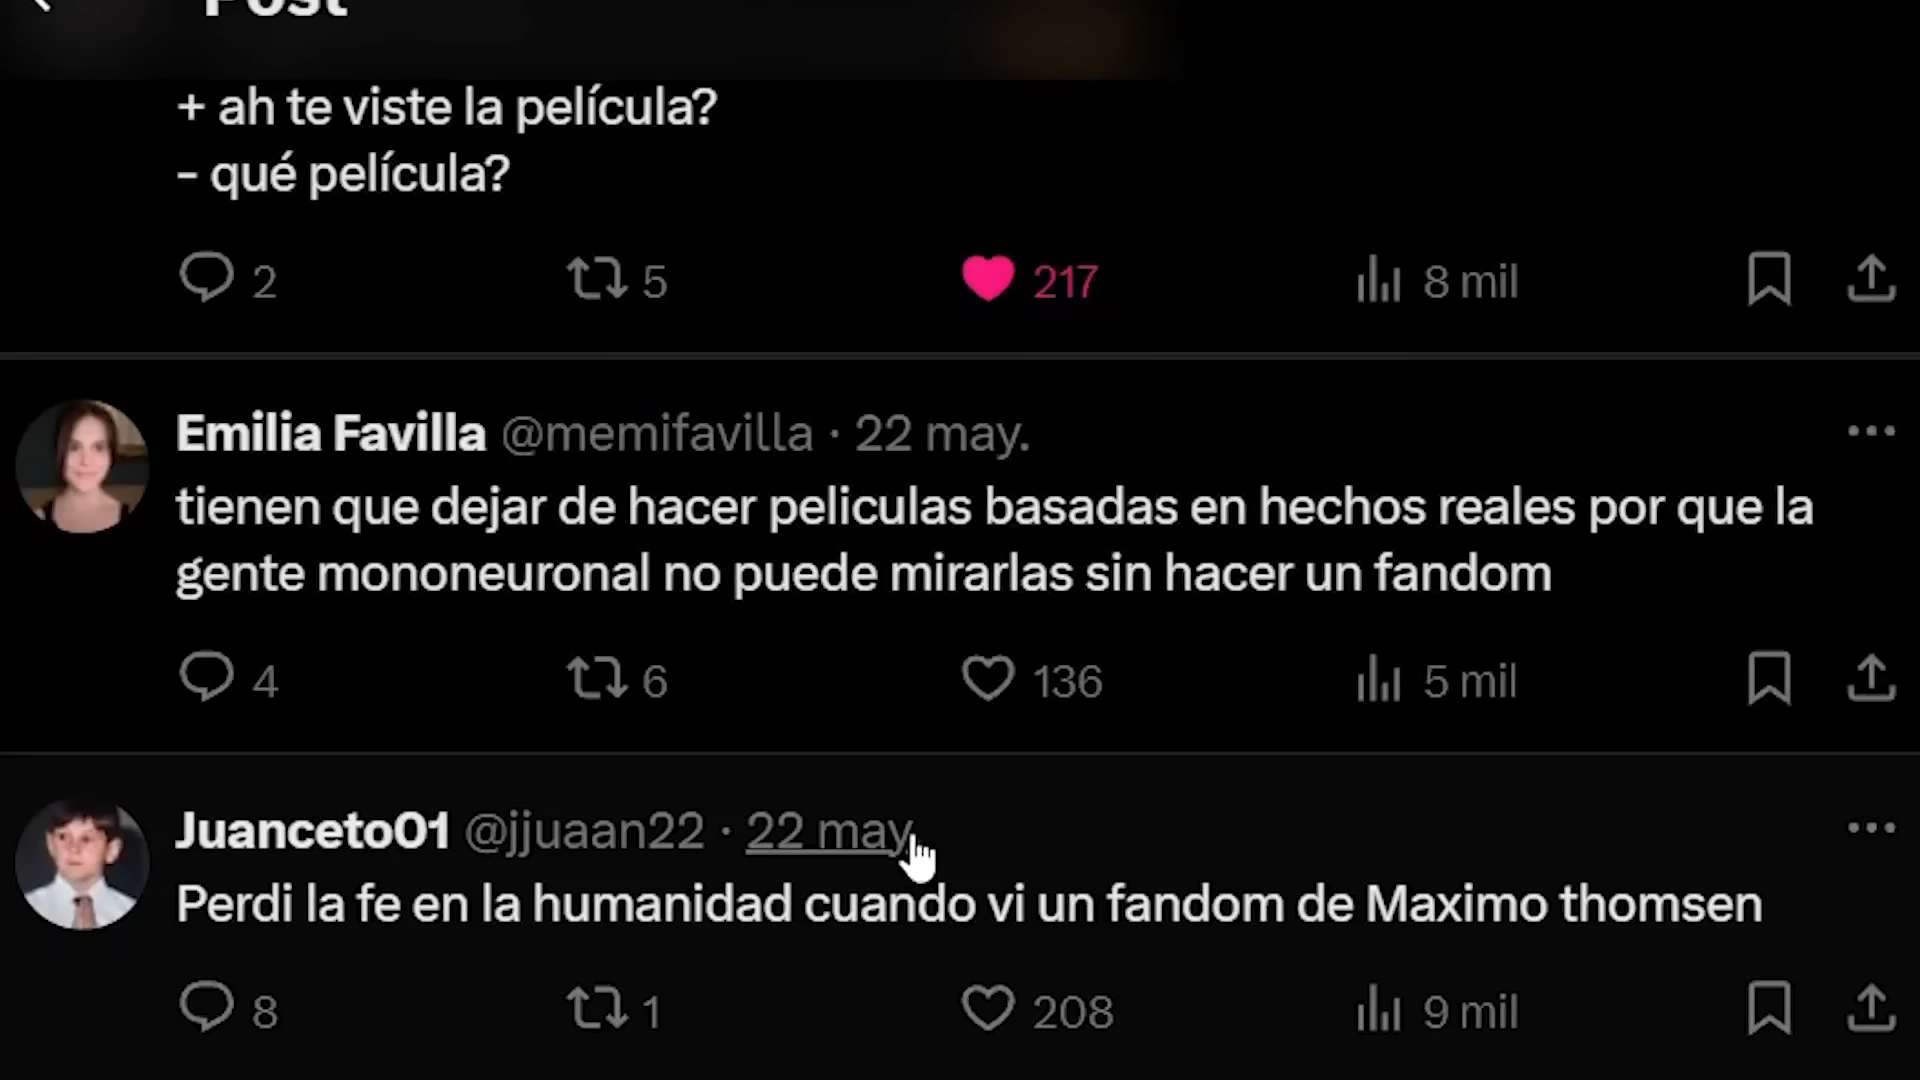 Post
+ ah te viste la película?
- qué película?
2 5 217 8 mil
Emilia Favilla @memifavilla · 22 may.
tienen que dejar de hacer peliculas basadas en hechos reales por que la
gente mononeuronal no puede mirarlas sin hacer un fandom
4 6 136 5 mil
Juanceto01 @jjuaan22 · 22 may.
Perdi la fe en la humanidad cuando vi un fandom de Maximo thomsen
8 1 208 9 mil